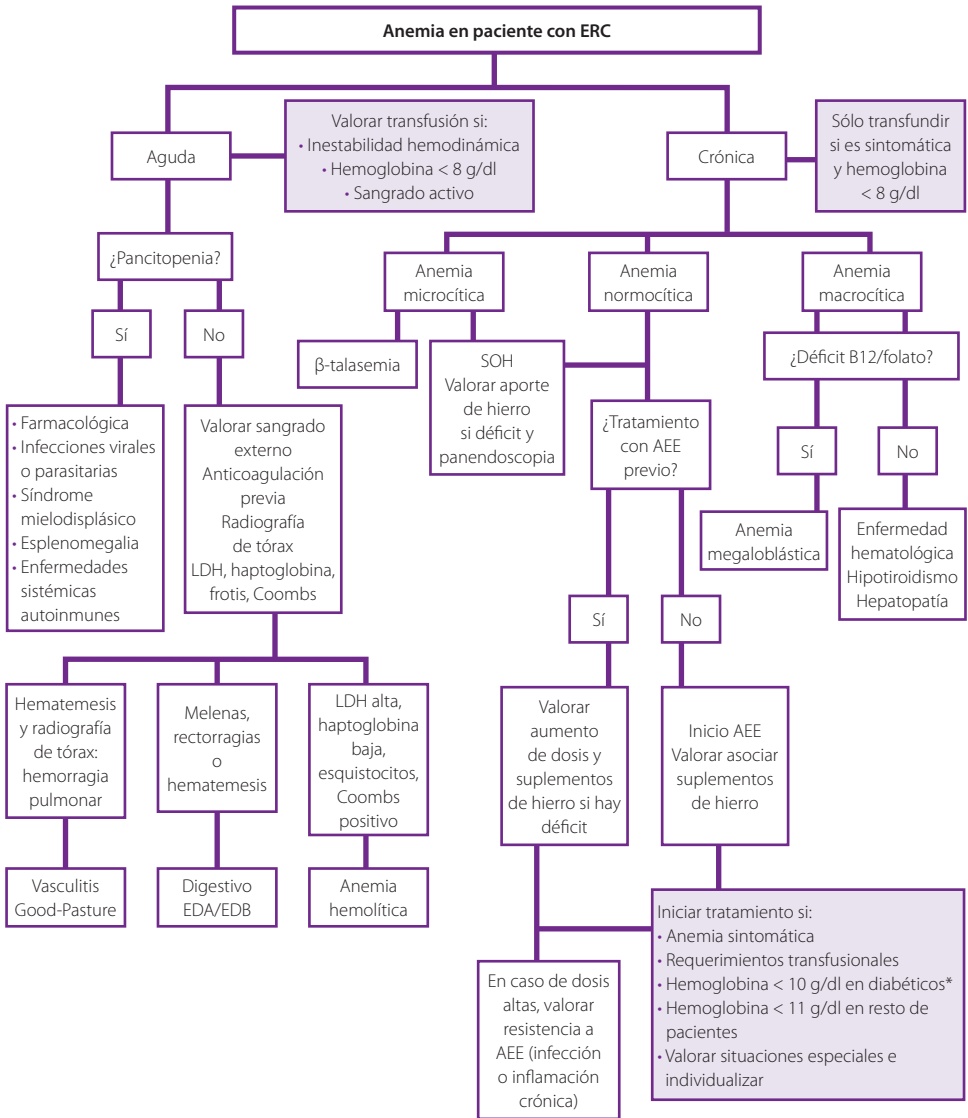 Anemia en paciente con ERC
Aguda
Valorar transfusión si:
• Inestabilidad hemodinámica
• Hemoglobina < 8 g/dl
• Sangrado activo
Crónica
Sólo transfundir
si es sintomática
y hemoglobina
< 8 g/dl
¿Pancitopenia?
Sí
No
• Farmacológica
• Infecciones virales
o parasitarias
• Síndrome
mielodisplásico
• Esplenomegalia
• Enfermedades
sistémicas
autoinmunes
Valorar sangrado
externo
Anticoagulación
previa
Radiografía
de tórax
LDH, haptoglobina,
frotis, Coombs
Hematemesis
y radiografía
de tórax:
hemorragia
pulmonar
Melenas,
rectorragias
o
hematemesis
LDH alta,
haptoglobina
baja,
esquistocitos,
Coombs
positivo
Vasculitis
Good-Pasture
Digestivo
EDA/EDB
Anemia
hemolítica
Anemia
microcítica
Anemia
normocítica
Anemia
macrocítica
β-talasemia
SOH
Valorar aporte
de hierro
si déficit y
panendoscopia
¿Tratamiento
con AEE
previo?
¿Déficit B12/folato?
Sí
No
Anemia
megaloblástica
Enfermedad
hematológica
Hipotiroidismo
Hepatopatía
Sí
No
Valorar
aumento
de dosis y
suplementos
de hierro si hay
déficit
Inicio AEE
Valorar asociar
suplementos
de hierro
En caso de dosis
altas, valorar
resistencia a
AEE (infección
o inflamación
crónica)
Iniciar tratamiento si:
• Anemia sintomática
• Requerimientos transfusionales
• Hemoglobina < 10 g/dl en diabéticos*
• Hemoglobina < 11 g/dl en resto de
pacientes
• Valorar situaciones especiales e
individualizar